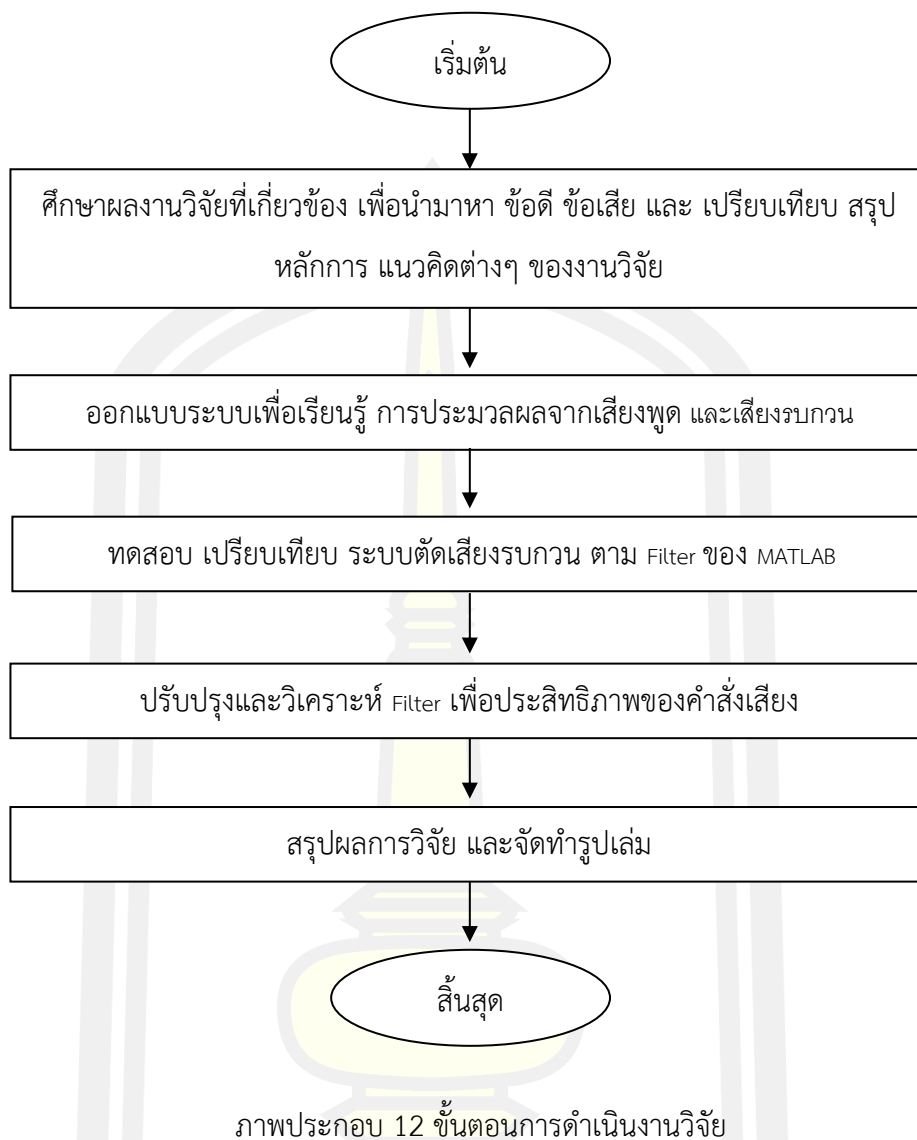 เริ่มต้น
ศึกษาผลงานวิจัยที่เกี่ยวข้อง เพื่อนำมาหา ข้อดี ข้อเสีย และ เปรียบเทียบ สรุป
หลักการ แนวคิดต่างๆ ของงานวิจัย
ออกแบบระบบเพื่อเรียนรู้ การประมวลผลจากเสียงพูด และเสียงรบกวน
ทดสอบ เปรียบเทียบ ระบบตัดเสียงรบกวน ตาม Filter ของ MATLAB
ปรับปรุงและวิเคราะห์ Filter เพื่อประสิทธิภาพของคำสั่งเสียง
สรุปผลการวิจัย และจัดทำรูปเล่ม
สิ้นสุด
ภาพประกอบ 12 ขั้นตอนการดำเนินงานวิจัย